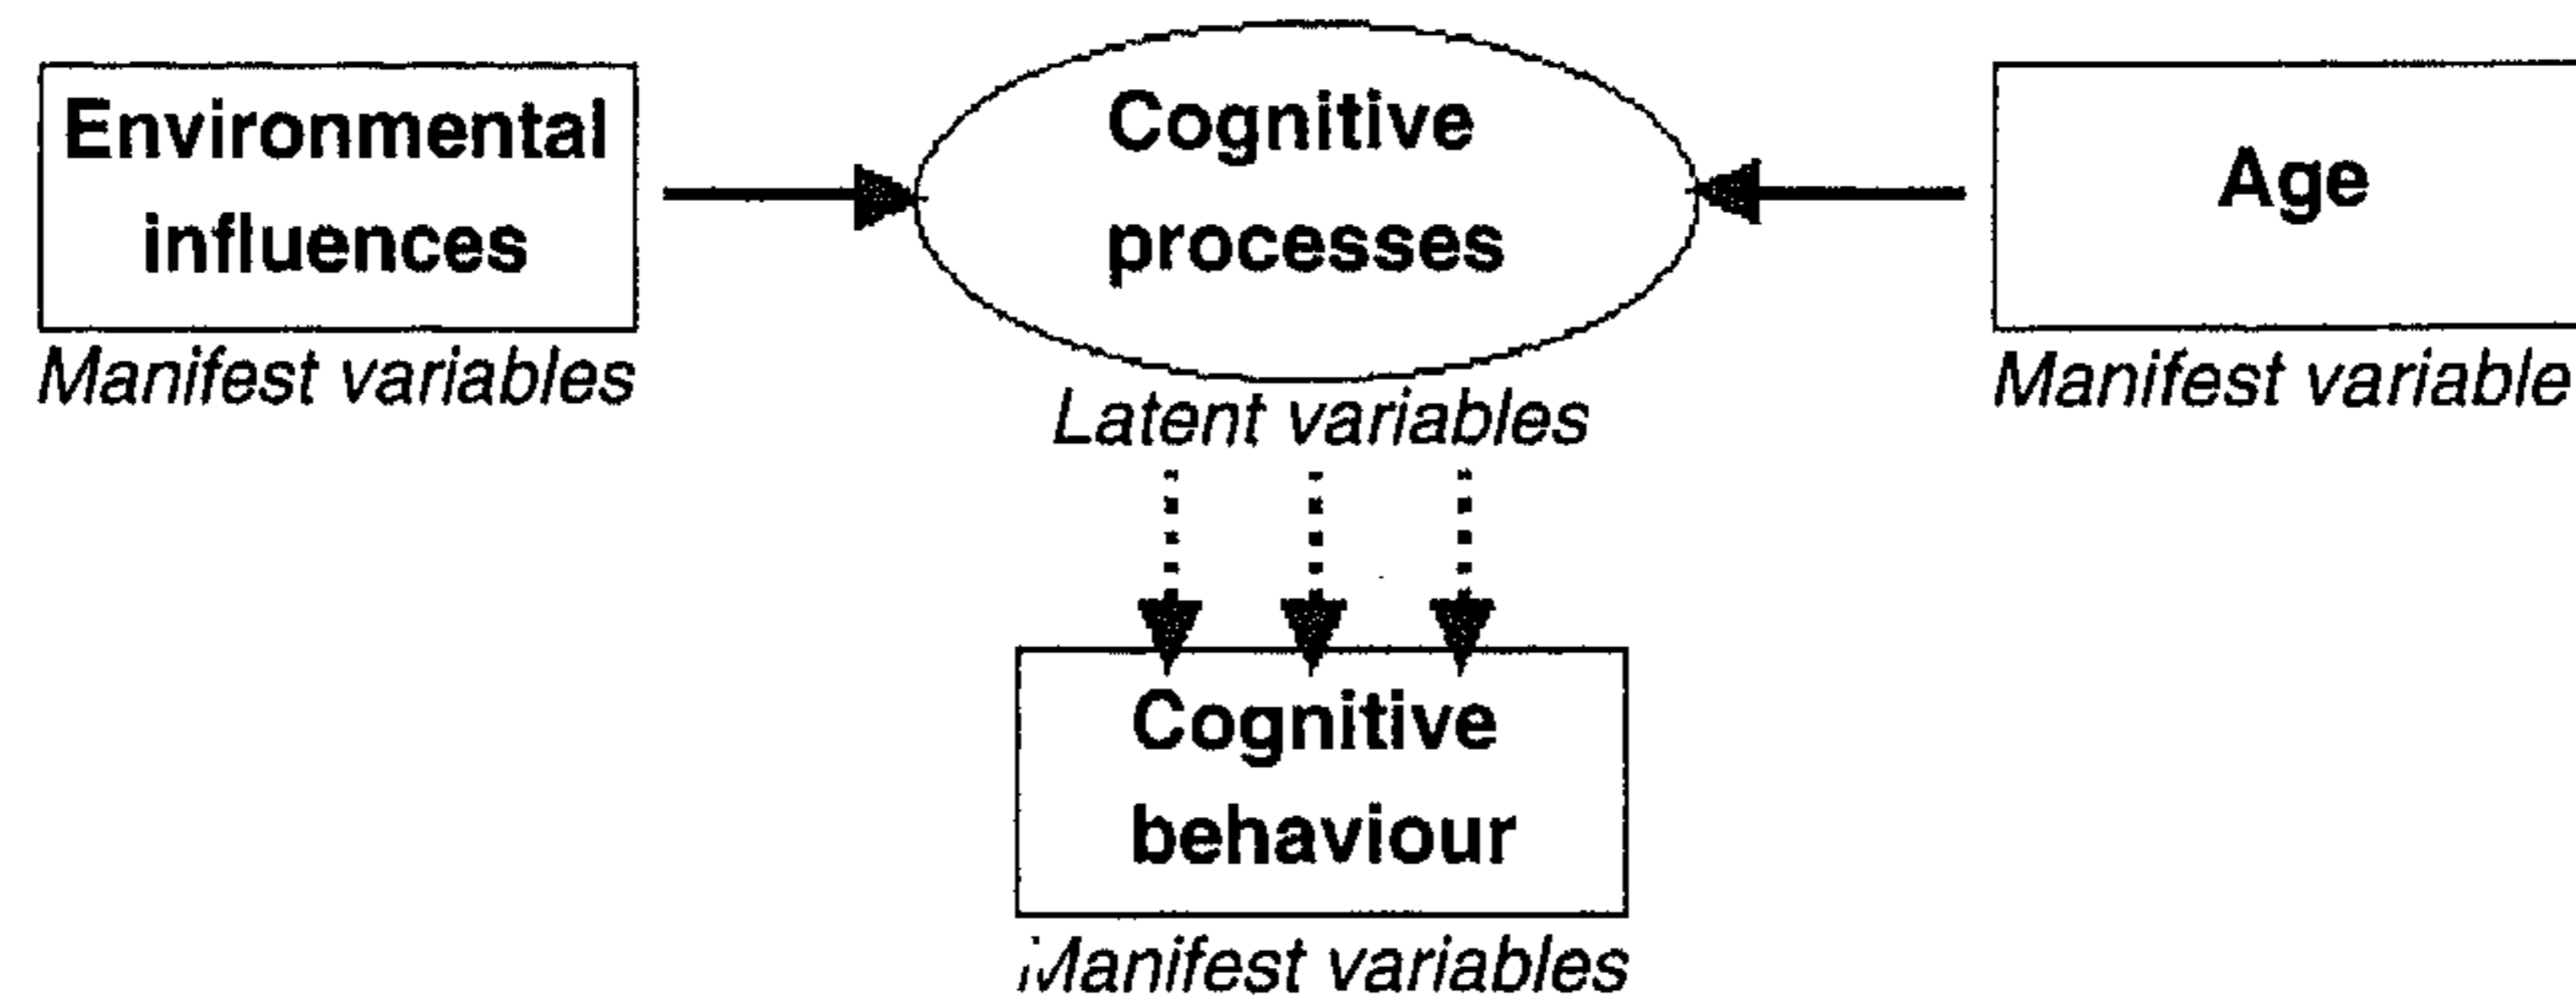 Environmental
influences
Manifest variables
Cognitive
processes
Latent variables
Age
Manifest variable
Cognitive
behaviour
Manifest variables